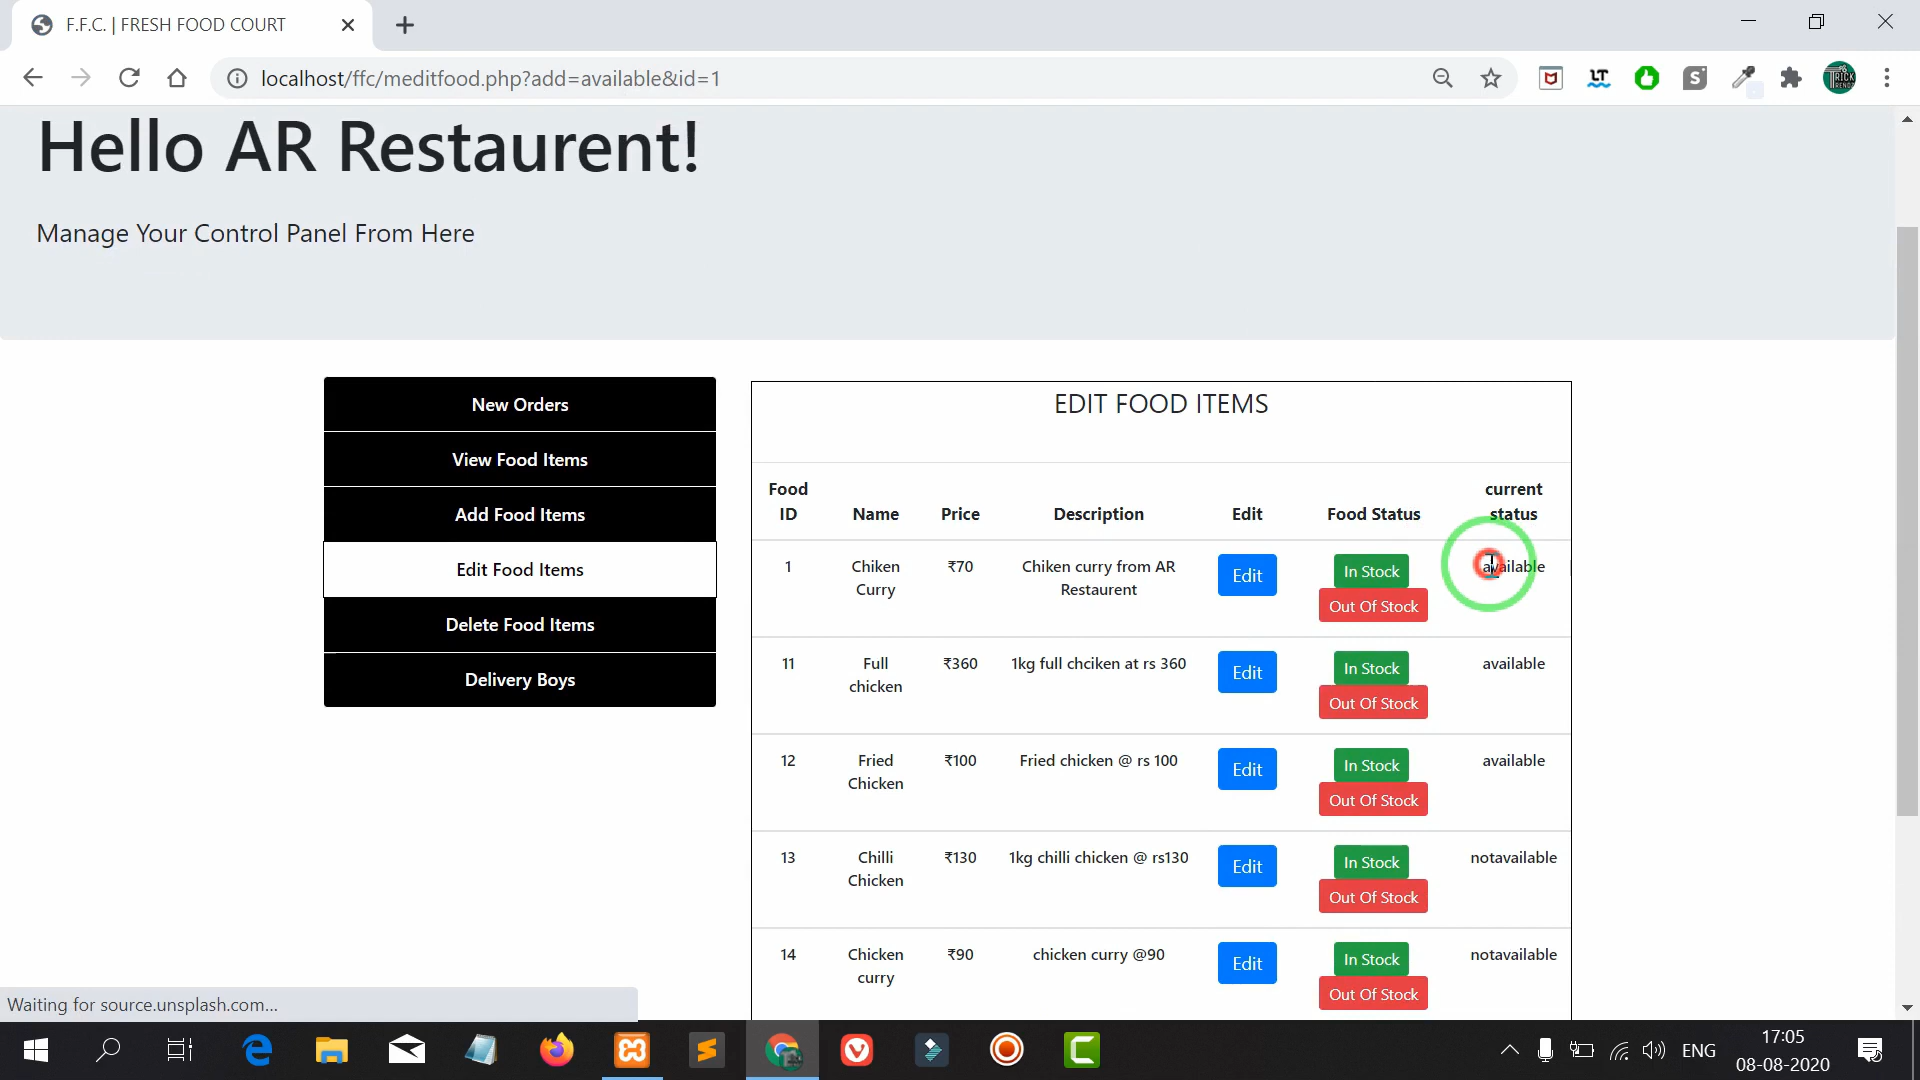 F.F.C. | FRESH FOOD COURT
localhost/ffc/meditfood.php?add=available&id=1
Hello AR Restaurent!
Manage Your Control Panel From Here
New Orders
View Food Items
Add Food Items
Edit Food Items
Delete Food Items
Delivery Boys
EDIT FOOD ITEMS
Food ID Name Price Description Edit Food Status current status
1 Chiken Curry ₹70 Chiken curry from AR Restaurent Edit In Stock Out Of Stock available
11 Full chicken ₹360 1kg full chciken at rs 360 Edit In Stock Out Of Stock available
12 Fried Chicken ₹100 Fried chicken @ rs 100 Edit In Stock Out Of Stock available
13 Chilli Chicken ₹130 1kg chilli chicken @ rs130 Edit In Stock Out Of Stock notavailable
14 Chicken curry ₹90 chicken curry @90 Edit In Stock Out Of Stock notavailable
Waiting for source.unsplash.com...
ENG
17:05
08-08-2020